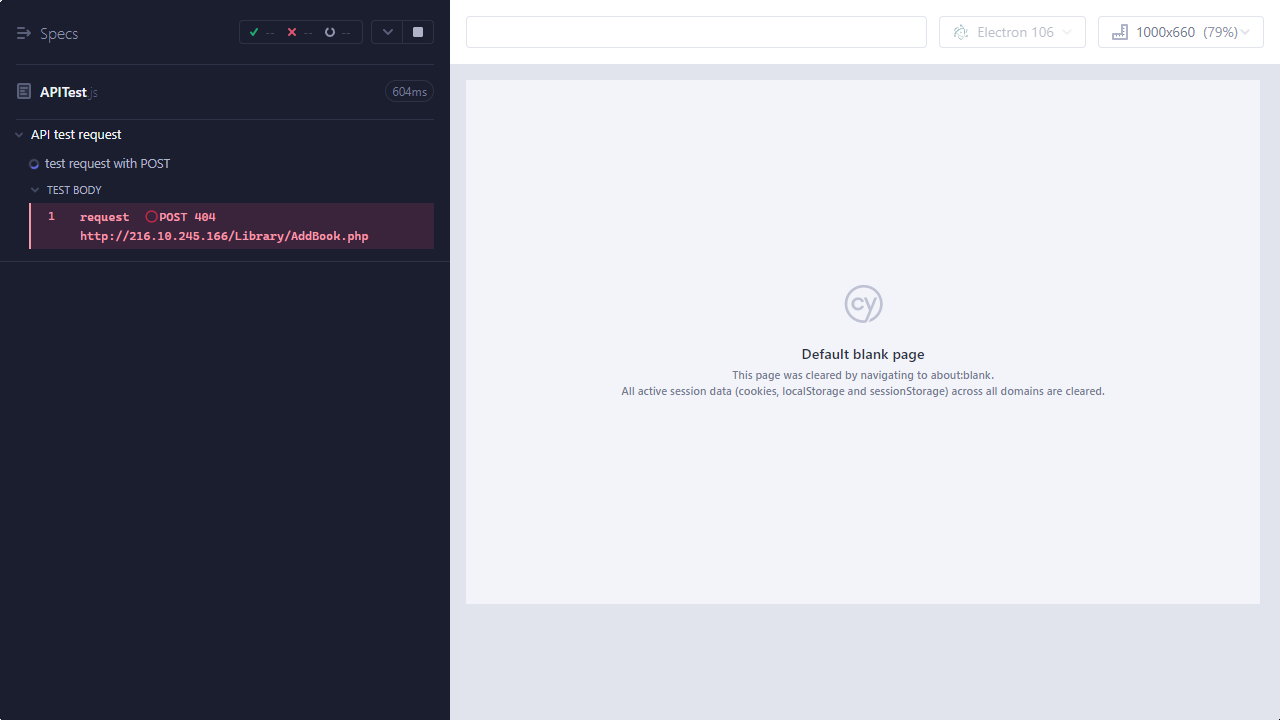 Specs
-- -- --
APITest.js
604ms
API test request
test request with POST
TEST BODY
1 request POST 404
http://216.10.245.166/Library/AddBook.php
Electron 106
1000x660 (79%)
cy
Default blank page
This page was cleared by navigating to about:blank.
All active session data (cookies, localStorage and sessionStorage) across all domains are cleared.